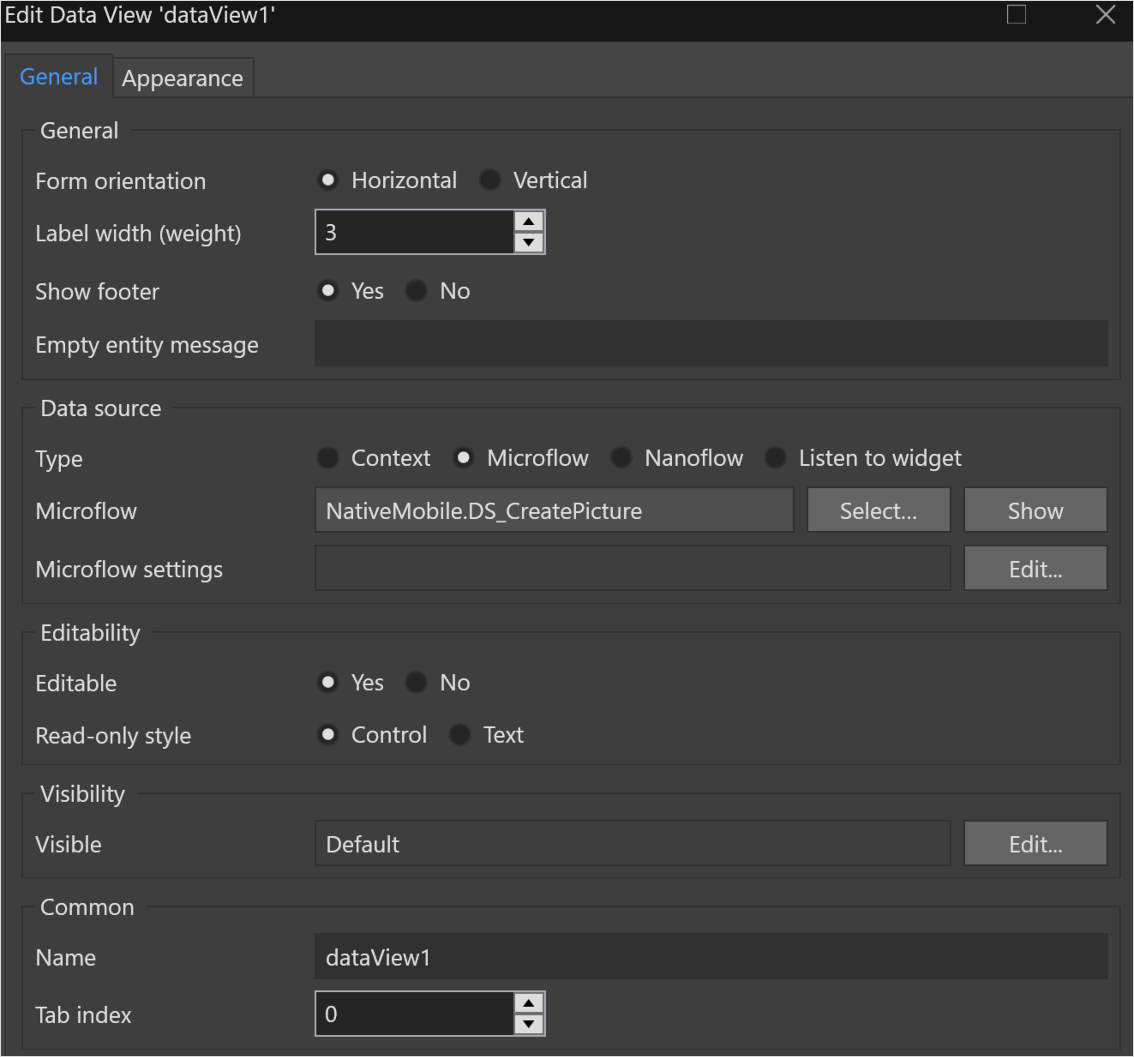 Edit Data View 'dataView1'
General Appearance
General
Form orientation Horizontal Vertical
Label width (weight) 3
Show footer Yes No
Empty entity message
Data source
Type Context Microflow Nanoflow Listen to widget
Microflow NativeMobile.DS_CreatePicture Select... Show
Microflow settings Edit...
Editability
Editable Yes No
Read-only style Control Text
Visibility
Visible Default Edit...
Common
Name dataView1
Tab index 0